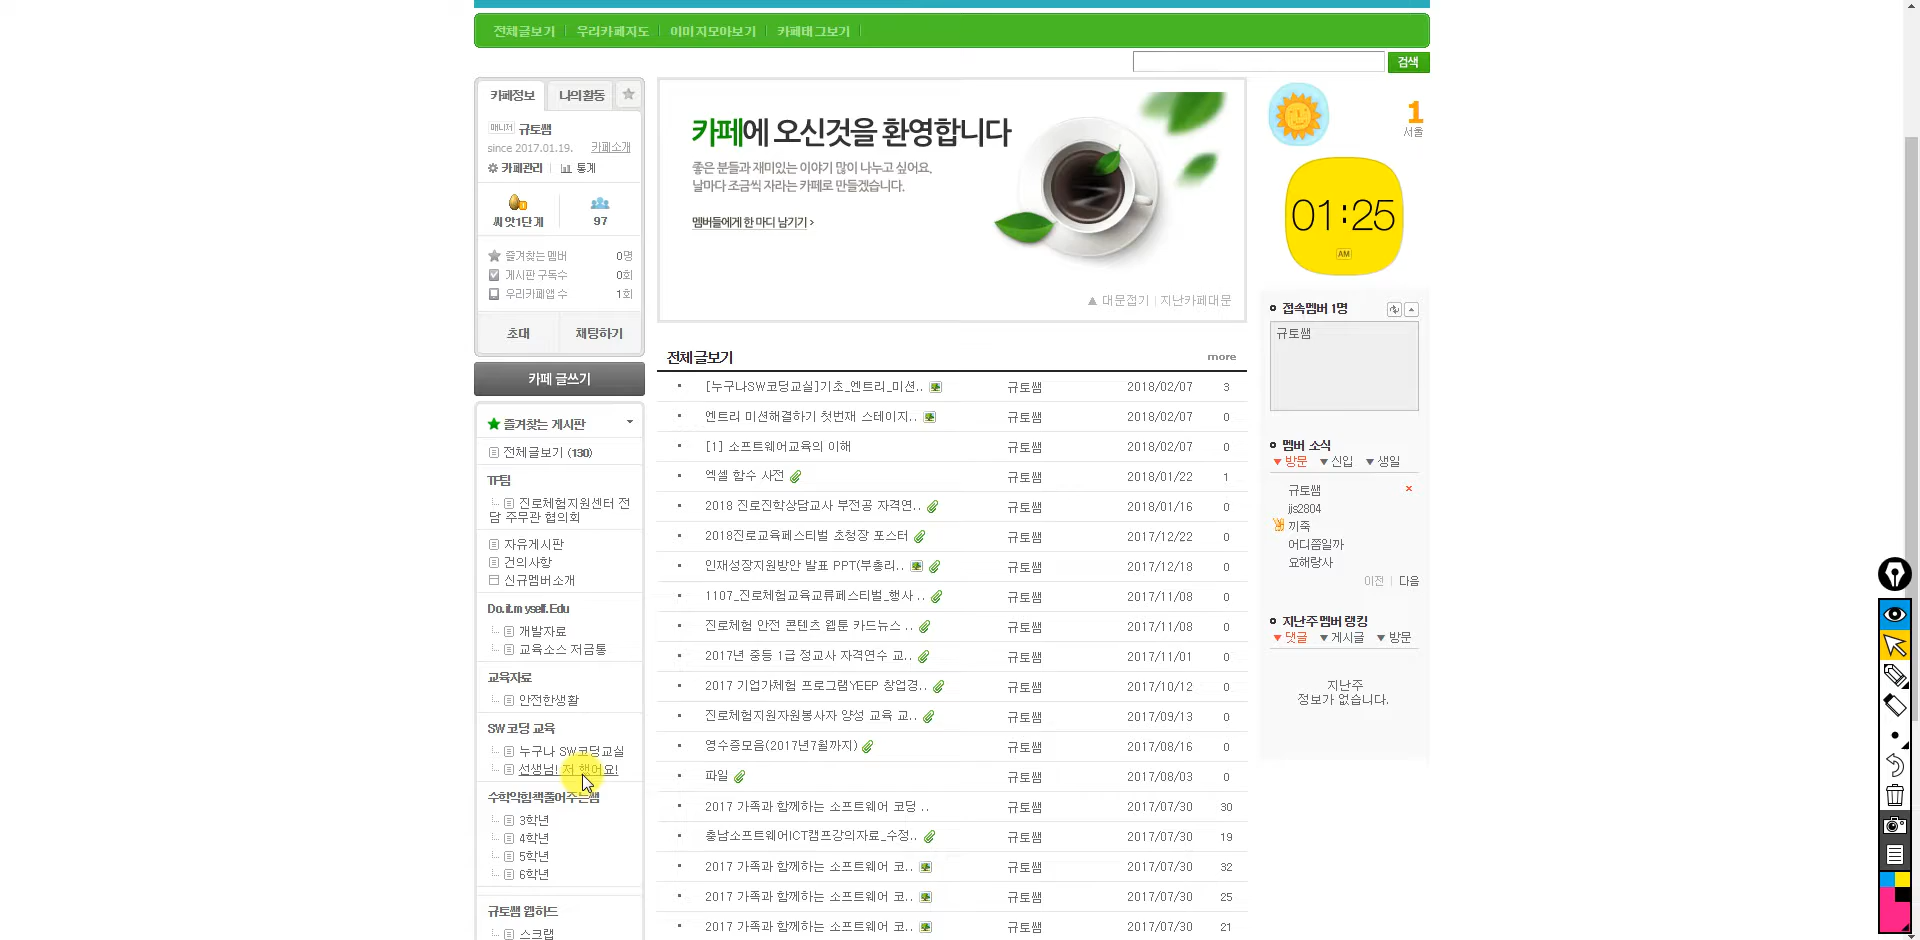 전체글보기 우리카페지도 이미지모아보기 카페태그보기
검색
카페정보 나의활동
매니저 규토쌤
since 2017.01.19. 카페소개
카페관리 통계
씨앗1단계 97
즐겨찾는 멤버 0명
게시판 구독수 0회
우리카페앱 수 1회
초대 채팅하기
카페 글쓰기
즐겨찾는 게시판
전체글보기 (130)
TF팀
진로체험지원센터 전
담 주무관 협의회
자유게시판
건의사항
신규멤버소개
Do.it.myself.Edu
개발자료
교육소스 저금통
교육자료
안전한생활
SW 코딩 교육
누구나 SW코딩교실
선생님! 저 했어요!
수학익힘책풀어주는쌤
3학년
4학년
5학년
6학년
규토쌤 웹하드
스크랩
카페에 오신것을 환영합니다
좋은 분들과 재미있는 이야기 많이 나누고 싶어요.
날마다 조금씩 자라는 카페로 만들겠습니다.
멤버들에게 한 마디 남기기 >
▲ 대문접기 | 지난카페대문
전체글보기 more
[누구나SW코딩교실]기초_엔트리_미션.. 규토쌤 2018/02/07 3
엔트리 미션해결하기 첫번재 스테이지.. 규토쌤 2018/02/07 0
[1] 소프트웨어교육의 이해 규토쌤 2018/02/07 0
엑셀 함수 사전 규토쌤 2018/01/22 1
2018 진로진학상담교사 부전공 자격연.. 규토쌤 2018/01/16 0
2018진로교육페스티벌 초청장 포스터 규토쌤 2017/12/22 0
인재성장지원방안 발표 PPT(부총리.. 규토쌤 2017/12/18 0
1107_진로체험교육교류페스티벌_행사 .. 규토쌤 2017/11/08 0
진로체험 안전 콘텐츠 웹툰 카드뉴스 .. 규토쌤 2017/11/08 0
2017년 중등 1급 정교사 자격연수 교.. 규토쌤 2017/11/01 0
2017 기업가체험 프로그램YEEP 창업경.. 규토쌤 2017/10/12 0
진로체험지원자원봉사자 양성 교육 교.. 규토쌤 2017/09/13 0
영수증모음(2017년7월까지) 규토쌤 2017/08/16 0
파일 규토쌤 2017/08/03 0
2017 가족과 함께하는 소프트웨어 코딩 .. 규토쌤 2017/07/30 30
충남소프트웨어ICT캠프강의자료_수정.. 규토쌤 2017/07/30 19
2017 가족과 함께하는 소프트웨어 코.. 규토쌤 2017/07/30 32
2017 가족과 함께하는 소프트웨어 코.. 규토쌤 2017/07/30 25
2017 가족과 함께하는 소프트웨어 코.. 규토쌤 2017/07/30 21
1
서울
01:25
AM
접속멤버 1명
규토쌤
멤버 소식
▼ 방문 ▼ 신입 ▼ 생일
규토쌤
jjs2804
끼쭉
어디쯤일까
요해랑사
이전 | 다음
지난주 멤버 랭킹
▼ 댓글 ▼ 게시글 ▼ 방문
지난주
정보가 없습니다.